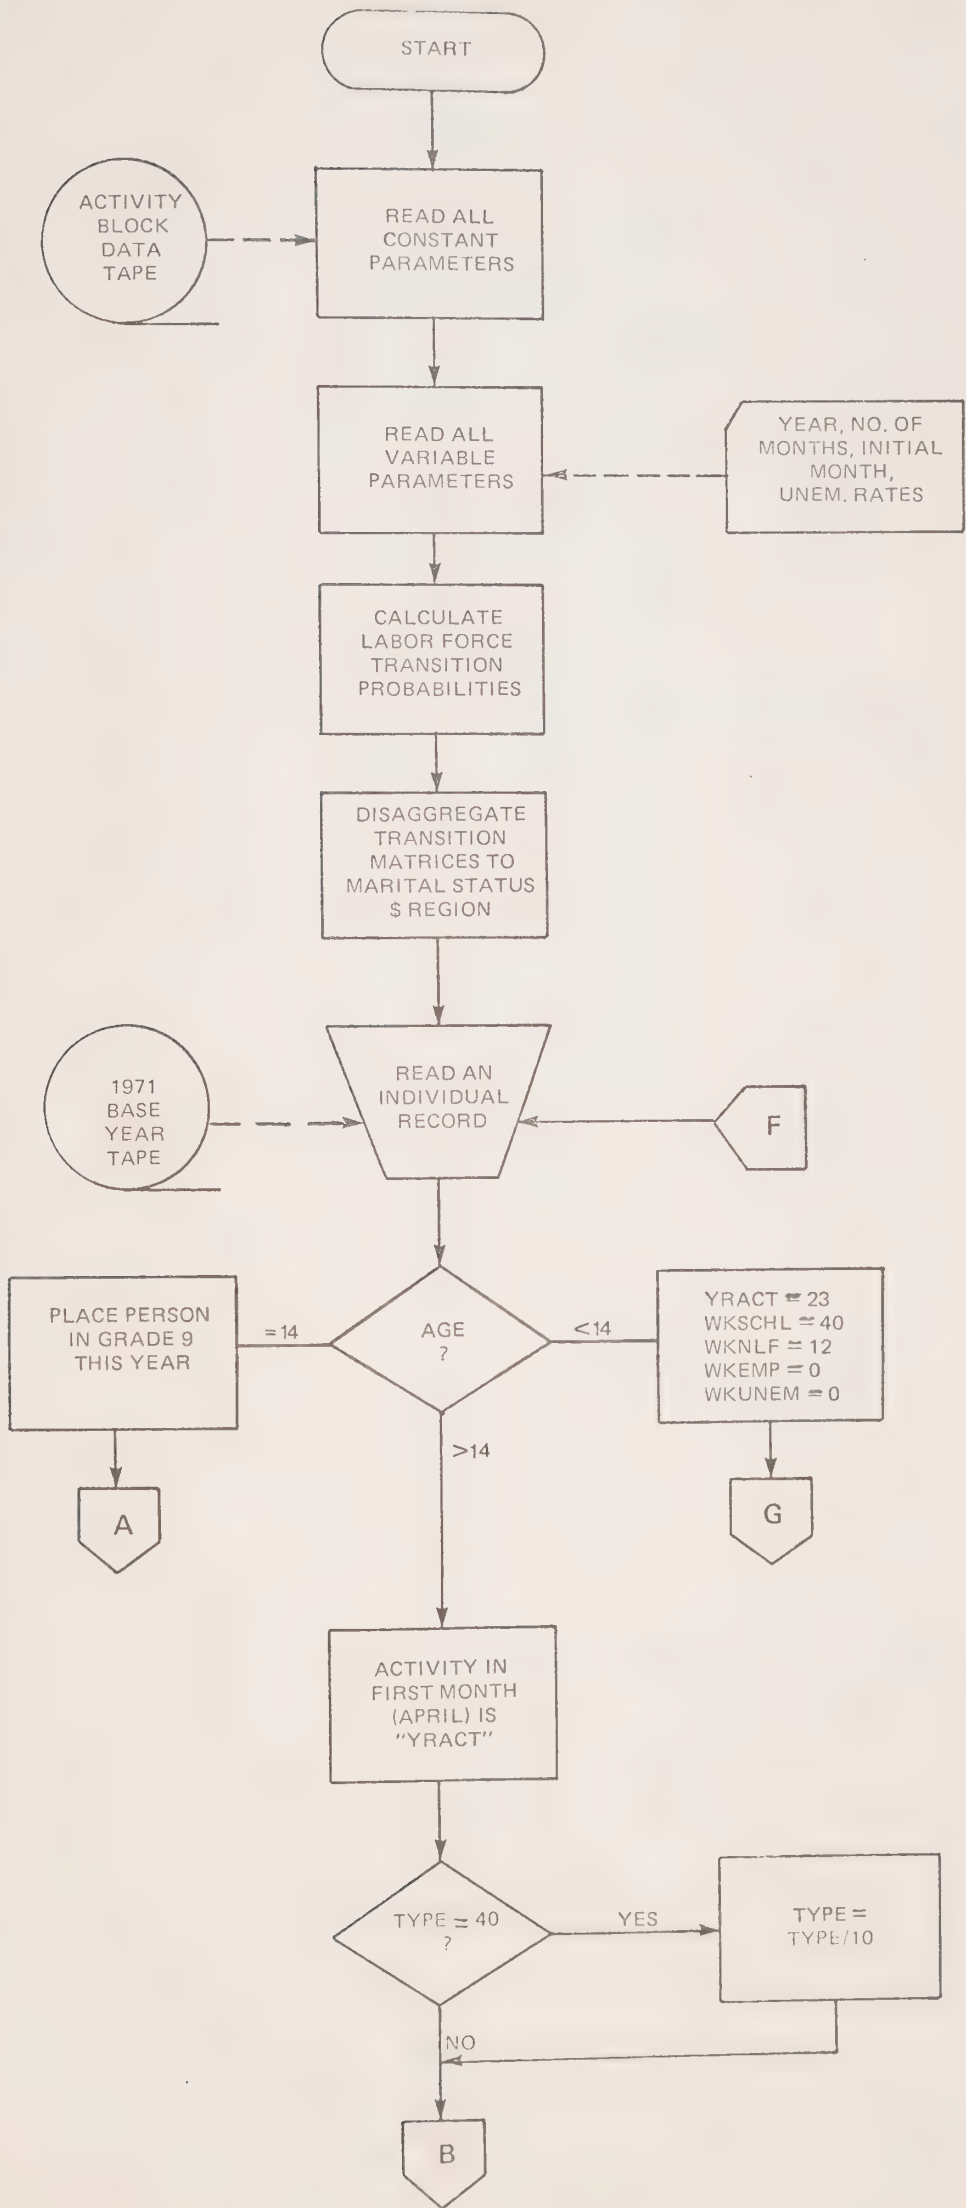 START
ACTIVITY
BLOCK
DATA
TAPE
READ ALL
CONSTANT
PARAMETERS
READ ALL
VARIABLE
PARAMETERS
YEAR, NO. OF
MONTHS, INITIAL
MONTH,
UNEM. RATES
CALCULATE
LABOR FORCE
TRANSITION
PROBABILITIES
DISAGGREGATE
TRANSITION
MATRICES TO
MARITAL STATUS
$ REGION
1971
BASE
YEAR
TAPE
READ AN
INDIVIDUAL
RECORD
F
PLACE PERSON
IN GRADE 9
THIS YEAR
=14
AGE
?
<14
YRACT = 23
WKSCHL = 40
WKNLF = 12
WKEMP = 0
WKUNEM = 0
>14
A
G
ACTIVITY IN
FIRST MONTH
(APRIL) IS
"YRACT"
TYPE = 40
?
YES
TYPE =
TYPE/10
NO
B